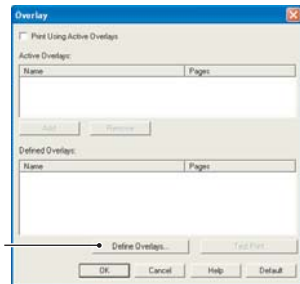 Overlay
Print Using Active Overlays
Active Overlays:
Name Pages
Add Remove
Defined Overlays:
Name Pages
Define Overlays... Test Print
OK Cancel Help Default